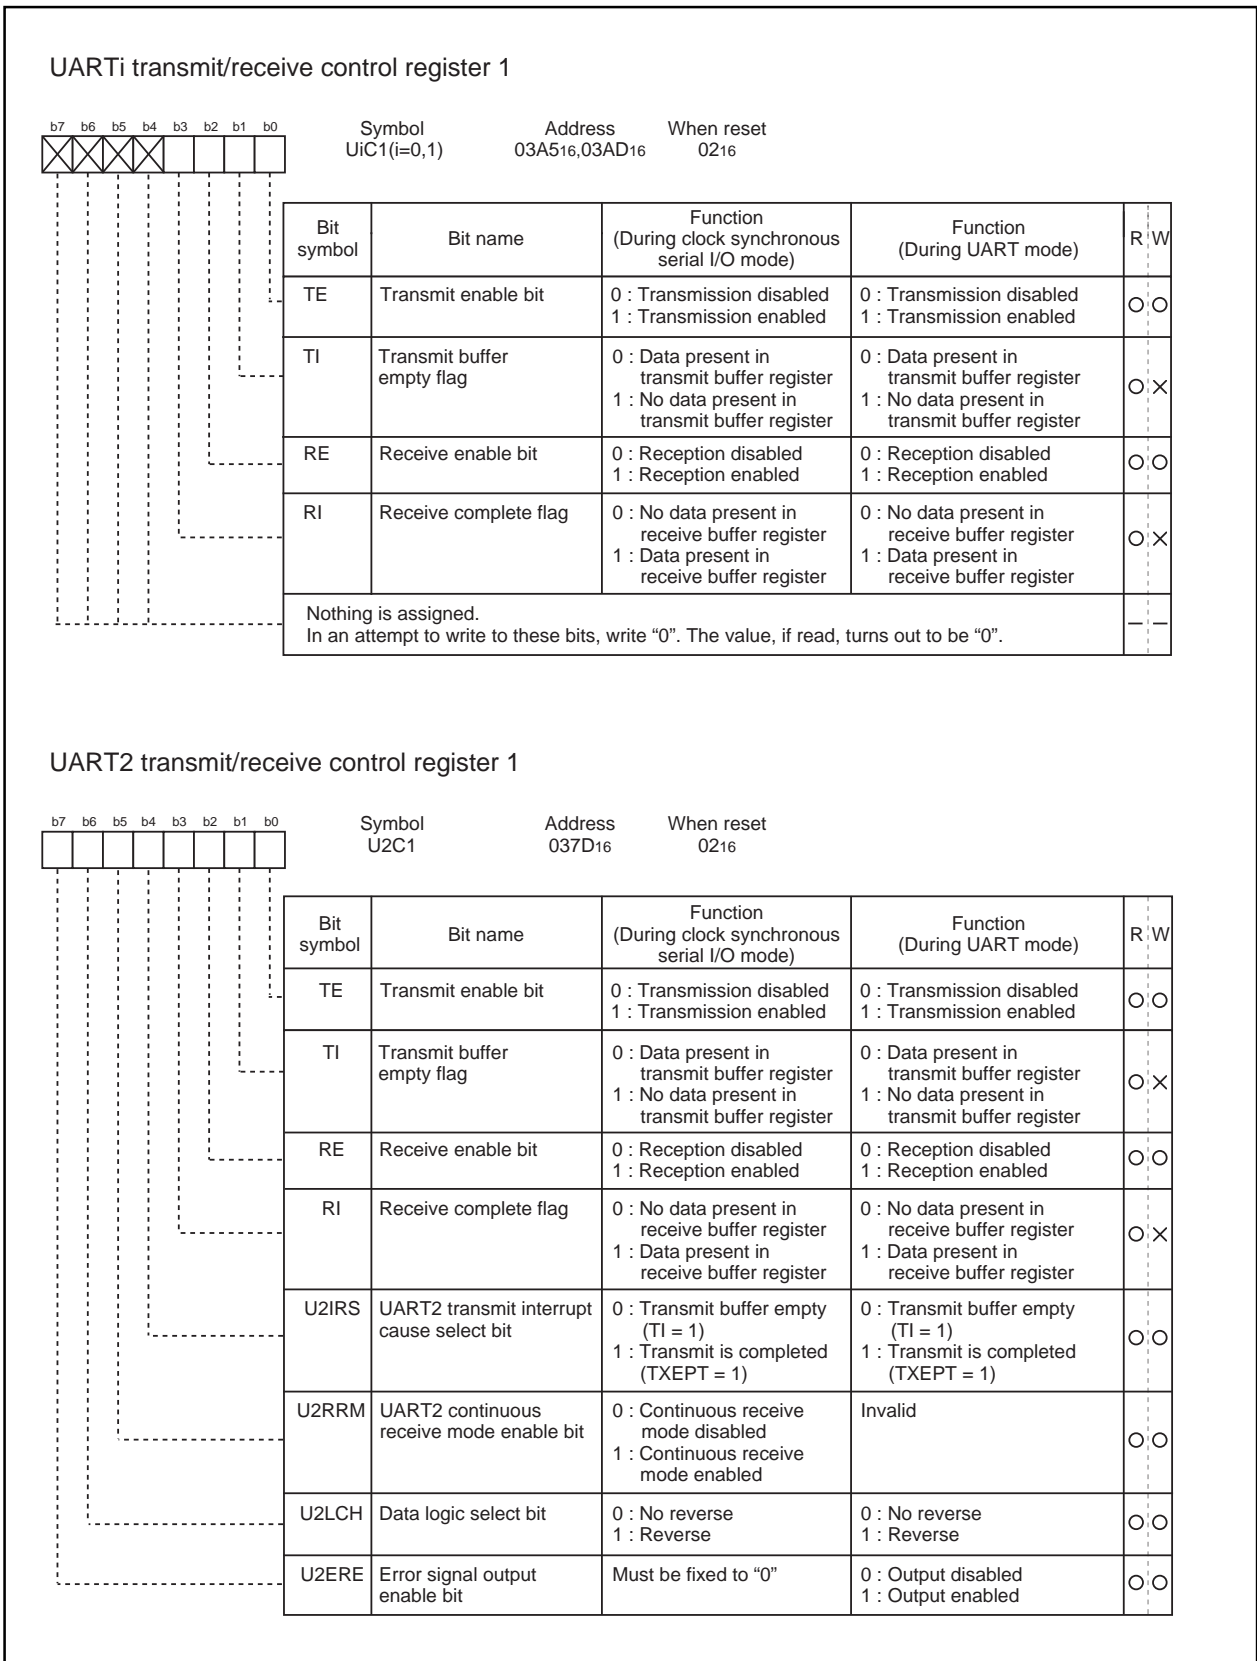 UARTi transmit/receive control register 1
b7 b6 b5 b4 b3 b2 b1 b0
Symbol Address When reset
UiC1(i=0,1) 03A516,03AD16 0216
Bit symbol Bit name Function (During clock synchronous serial I/O mode) Function (During UART mode) R W
TE Transmit enable bit 0 : Transmission disabled 0 : Transmission disabled
1 : Transmission enabled 1 : Transmission enabled
TI Transmit buffer 0 : Data present in 0 : Data present in
empty flag transmit buffer register transmit buffer register
1 : No data present in 1 : No data present in
transmit buffer register transmit buffer register
RE Receive enable bit 0 : Reception disabled 0 : Reception disabled
1 : Reception enabled 1 : Reception enabled
RI Receive complete flag 0 : No data present in 0 : No data present in
receive buffer register receive buffer register
1 : Data present in 1 : Data present in
receive buffer register receive buffer register
Nothing is assigned.
In an attempt to write to these bits, write “0”. The value, if read, turns out to be “0”.
UART2 transmit/receive control register 1
b7 b6 b5 b4 b3 b2 b1 b0
Symbol Address When reset
U2C1 037D16 0216
Bit symbol Bit name Function (During clock synchronous serial I/O mode) Function (During UART mode) R W
TE Transmit enable bit 0 : Transmission disabled 0 : Transmission disabled
1 : Transmission enabled 1 : Transmission enabled
TI Transmit buffer 0 : Data present in 0 : Data present in
empty flag transmit buffer register transmit buffer register
1 : No data present in 1 : No data present in
transmit buffer register transmit buffer register
RE Receive enable bit 0 : Reception disabled 0 : Reception disabled
1 : Reception enabled 1 : Reception enabled
RI Receive complete flag 0 : No data present in 0 : No data present in
receive buffer register receive buffer register
1 : Data present in 1 : Data present in
receive buffer register receive buffer register
U2IRS UART2 transmit interrupt 0 : Transmit buffer empty 0 : Transmit buffer empty
cause select bit (TI = 1) (TI = 1)
1 : Transmit is completed 1 : Transmit is completed
(TXEPT = 1) (TXEPT = 1)
U2RRM UART2 continuous 0 : Continuous receive Invalid
receive mode enable bit mode disabled
1 : Continuous receive
mode enabled
U2LCH Data logic select bit 0 : No reverse 0 : No reverse
1 : Reverse 1 : Reverse
U2ERE Error signal output Must be fixed to “0” 0 : Output disabled
enable bit 1 : Output enabled